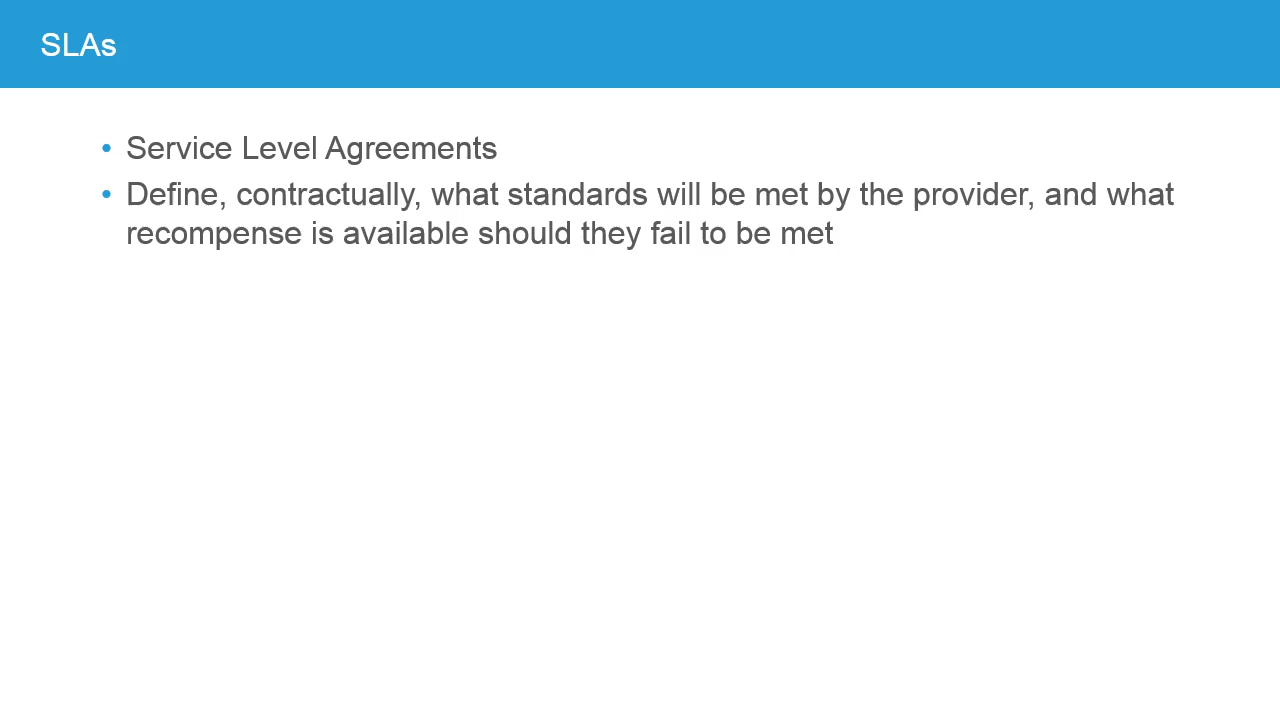 SLAs
• Service Level Agreements
• Define, contractually, what standards will be met by the provider, and what
recompense is available should they fail to be met